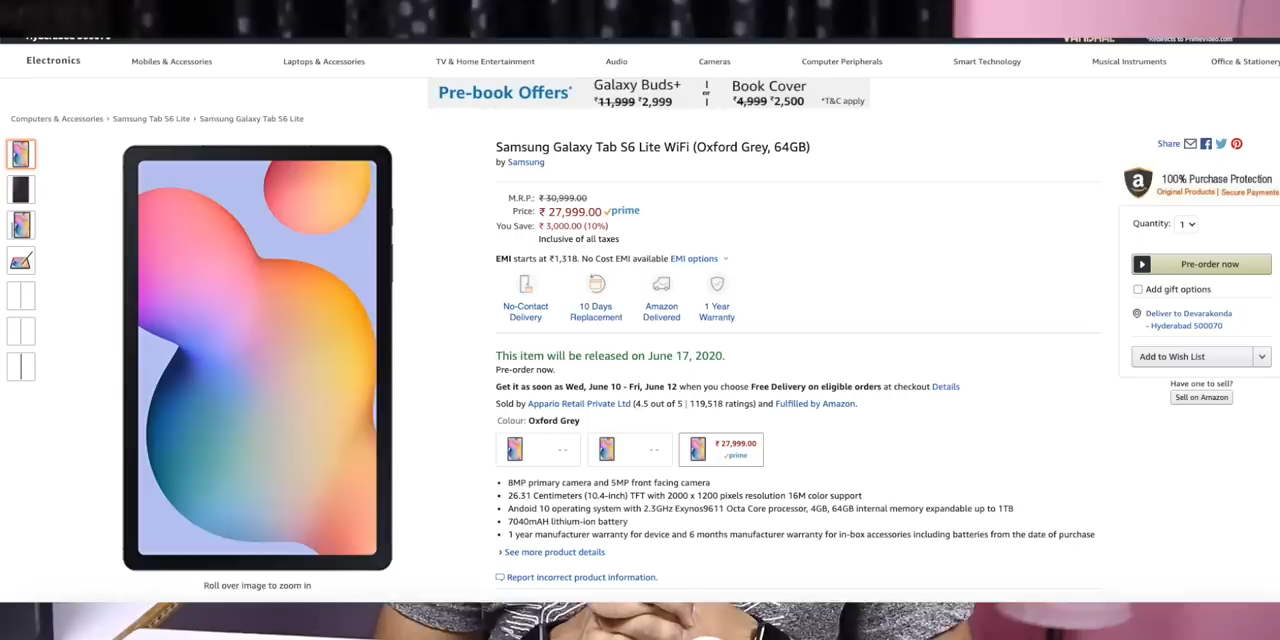 Hyderabad 500070
VANDHAL
Redirects to PrimeVideo.com
Electronics
Mobiles & Accessories
Laptops & Accessories
TV & Home Entertainment
Audio
Cameras
Computer Peripherals
Smart Technology
Musical Instruments
Office & Stationery
Pre-book Offers*
Galaxy Buds+
₹11,999 ₹2,999
or
Book Cover
₹4,999 ₹2,500
*T&C apply
Computers & Accessories › Samsung Tab S6 Lite › Samsung Galaxy Tab S6 Lite
Samsung Galaxy Tab S6 Lite WiFi (Oxford Grey, 64GB)
by Samsung
M.R.P.: ₹ 30,999.00
Price: ₹ 27,999.00 prime
You Save: ₹ 3,000.00 (10%)
Inclusive of all taxes
EMI starts at ₹1,318. No Cost EMI available EMI options
No-Contact
Delivery
10 Days
Replacement
Amazon
Delivered
1 Year
Warranty
This item will be released on June 17, 2020.
Pre-order now.
Get it as soon as Wed, June 10 - Fri, June 12 when you choose Free Delivery on eligible orders at checkout Details
Sold by Appario Retail Private Ltd (4.5 out of 5 | 119,518 ratings) and Fulfilled by Amazon.
Colour: Oxford Grey
--
--
₹ 27,999.00
prime
• 8MP primary camera and 5MP front facing camera
• 26.31 Centimeters (10.4-inch) TFT with 2000 x 1200 pixels resolution 16M color support
• Andoid 10 operating system with 2.3GHz Exynos9611 Octa Core processor, 4GB, 64GB internal memory expandable up to 1TB
• 7040mAH lithium-ion battery
• 1 year manufacturer warranty for device and 6 months manufacturer warranty for in-box accessories including batteries from the date of purchase
› See more product details
Report incorrect product information.
Roll over image to zoom in
Share
a
100% Purchase Protection
Original Products | Secure Payments
Quantity: 1
Pre-order now
Add gift options
Deliver to Devarakonda
- Hyderabad 500070
Add to Wish List
Have one to sell?
Sell on Amazon